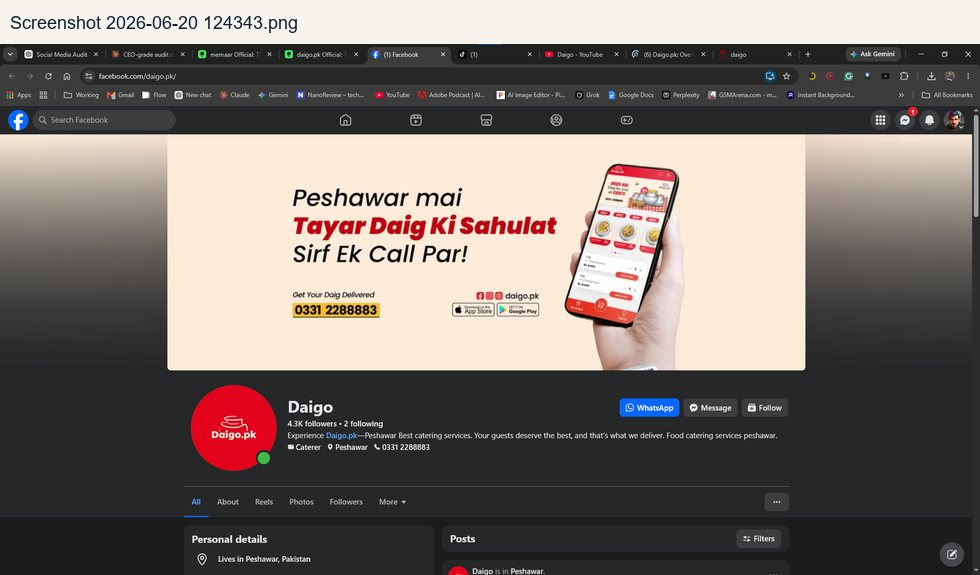 Screenshot 2026-06-20 124343.png
Social Media Audit
CEO-grade audit d
memaar Official: T
daigo.pk Official: T
(1) Facebook
(1)
Daigo - YouTube
(6) Daigo.pk: Over
daigo
Ask Gemini
facebook.com/daigo.pk/
Apps
Working
Gmail
Flow
New chat
Claude
Gemini
NanoReview – tech...
YouTube
Adobe Podcast | AI...
AI Image Editor - Pi...
Grok
Google Docs
Perplexity
GSMArena.com - m...
Instant Background...
All Bookmarks
Search Facebook
1
Peshawar mai
Tayar Daig Ki Sahulat
Sirf Ek Call Par!
Get Your Daig Delivered
0331 2288883
daigo.pk
Download on the App Store
GET IT ON Google Play
Daigo.pk
Daigo
4.3K followers • 2 following
Experience Daigo.pk—Peshawar Best catering services. Your guests deserve the best, and that's what we deliver. Food catering services peshawar.
Caterer
Peshawar
0331 2288883
WhatsApp
Message
Follow
All
About
Reels
Photos
Followers
More
Personal details
Lives in Peshawar, Pakistan
Posts
Filters
Daigo is in Peshawar.